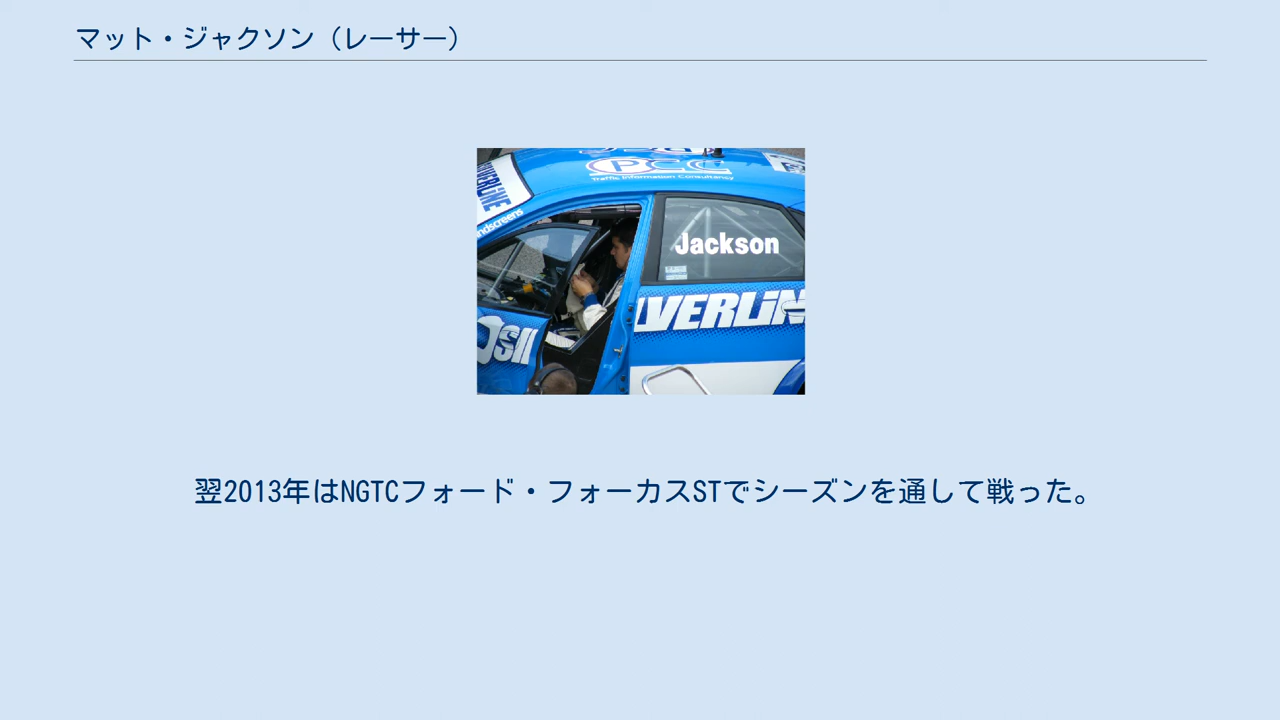 マット・ジャクソン（レーサー）
PCC
Traffic Information Consultancy
Jackson
翌2013年はNGTCフォード・フォーカスSTでシーズンを通して戦った。